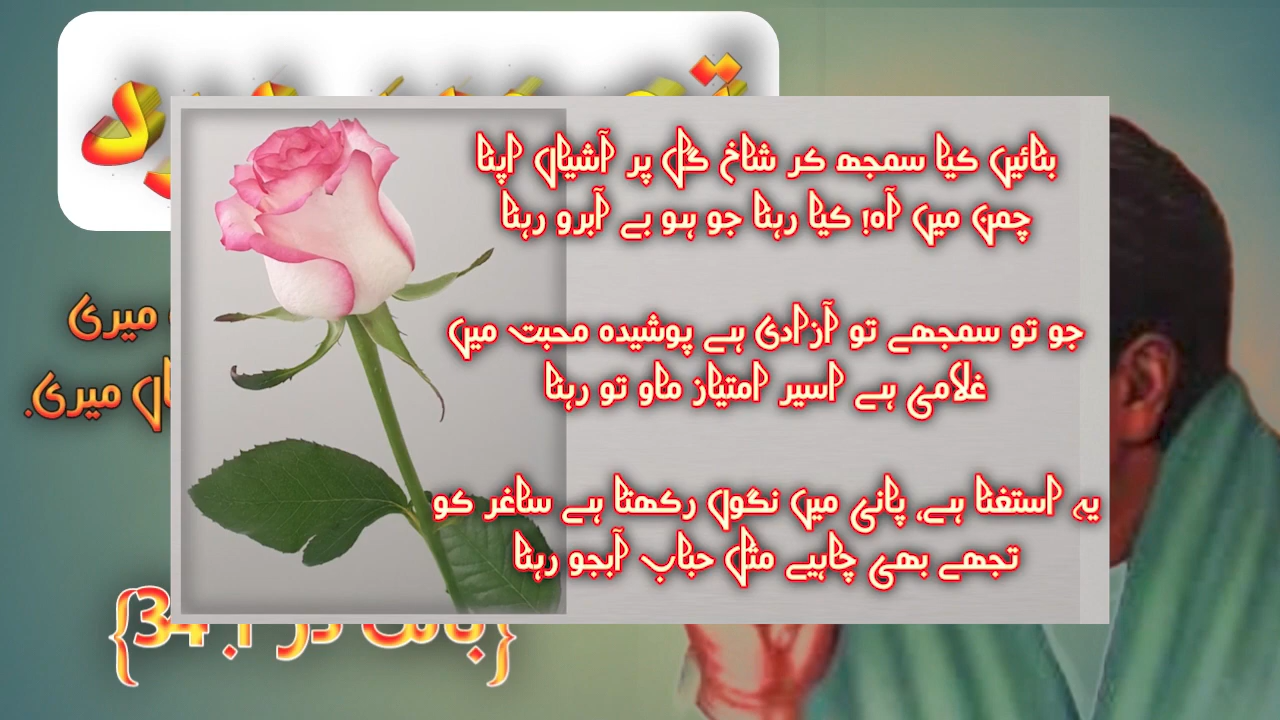 بنائیں کیا سمجھ کر شاخ گل پر آشیاں اپنا
چمن میں آہ! کیا رہنا جو ہو بے آبرو رہنا
جو تو سمجھے تو آزادی ہے پوشیدہ محبت میں
غلامی ہے اسیر امتیاز ماو تو رہنا
یہ استغنا ہے، پانی میں نگوں رکھتا ہے ساغر کو
تجھے بھی چاہیے مثل حباب آبجو رہنا
میری
میری.
{بانگ درا, 34}